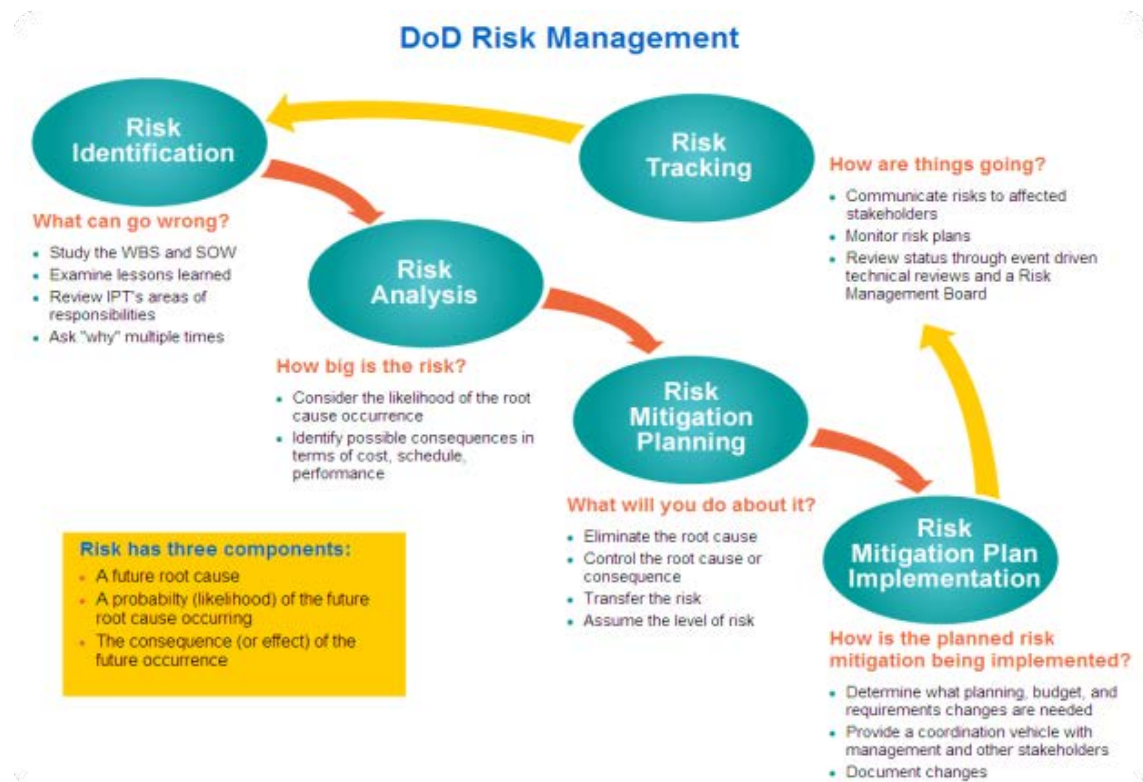 DoD Risk Management
Risk
Identification
What can go wrong?
• Study the WBS and SOW
• Examine lessons learned
• Review IPT's areas of
responsibilities
• Ask "why" multiple times
Risk
Analysis
How big is the risk?
• Consider the likelihood of the root
cause occurrence
• Identify possible consequences in
terms of cost, schedule,
performance
Risk
Mitigation
Planning
What will you do about it?
• Eliminate the root cause
• Control the root cause or
consequence
• Transfer the risk
• Assume the level of risk
Risk
Mitigation Plan
Implementation
How is the planned risk
mitigation being implemented?
• Determine what planning, budget, and
requirements changes are needed
• Provide a coordination vehicle with
management and other stakeholders
• Document changes
Risk
Tracking
How are things going?
• Communicate risks to affected
stakeholders
• Monitor risk plans
• Review status through event driven
technical reviews and a Risk
Management Board
Risk has three components:
• A future root cause
• A probabilty (likelihood) of the future
root cause occurring
• The consequence (or effect) of the
future occurrence